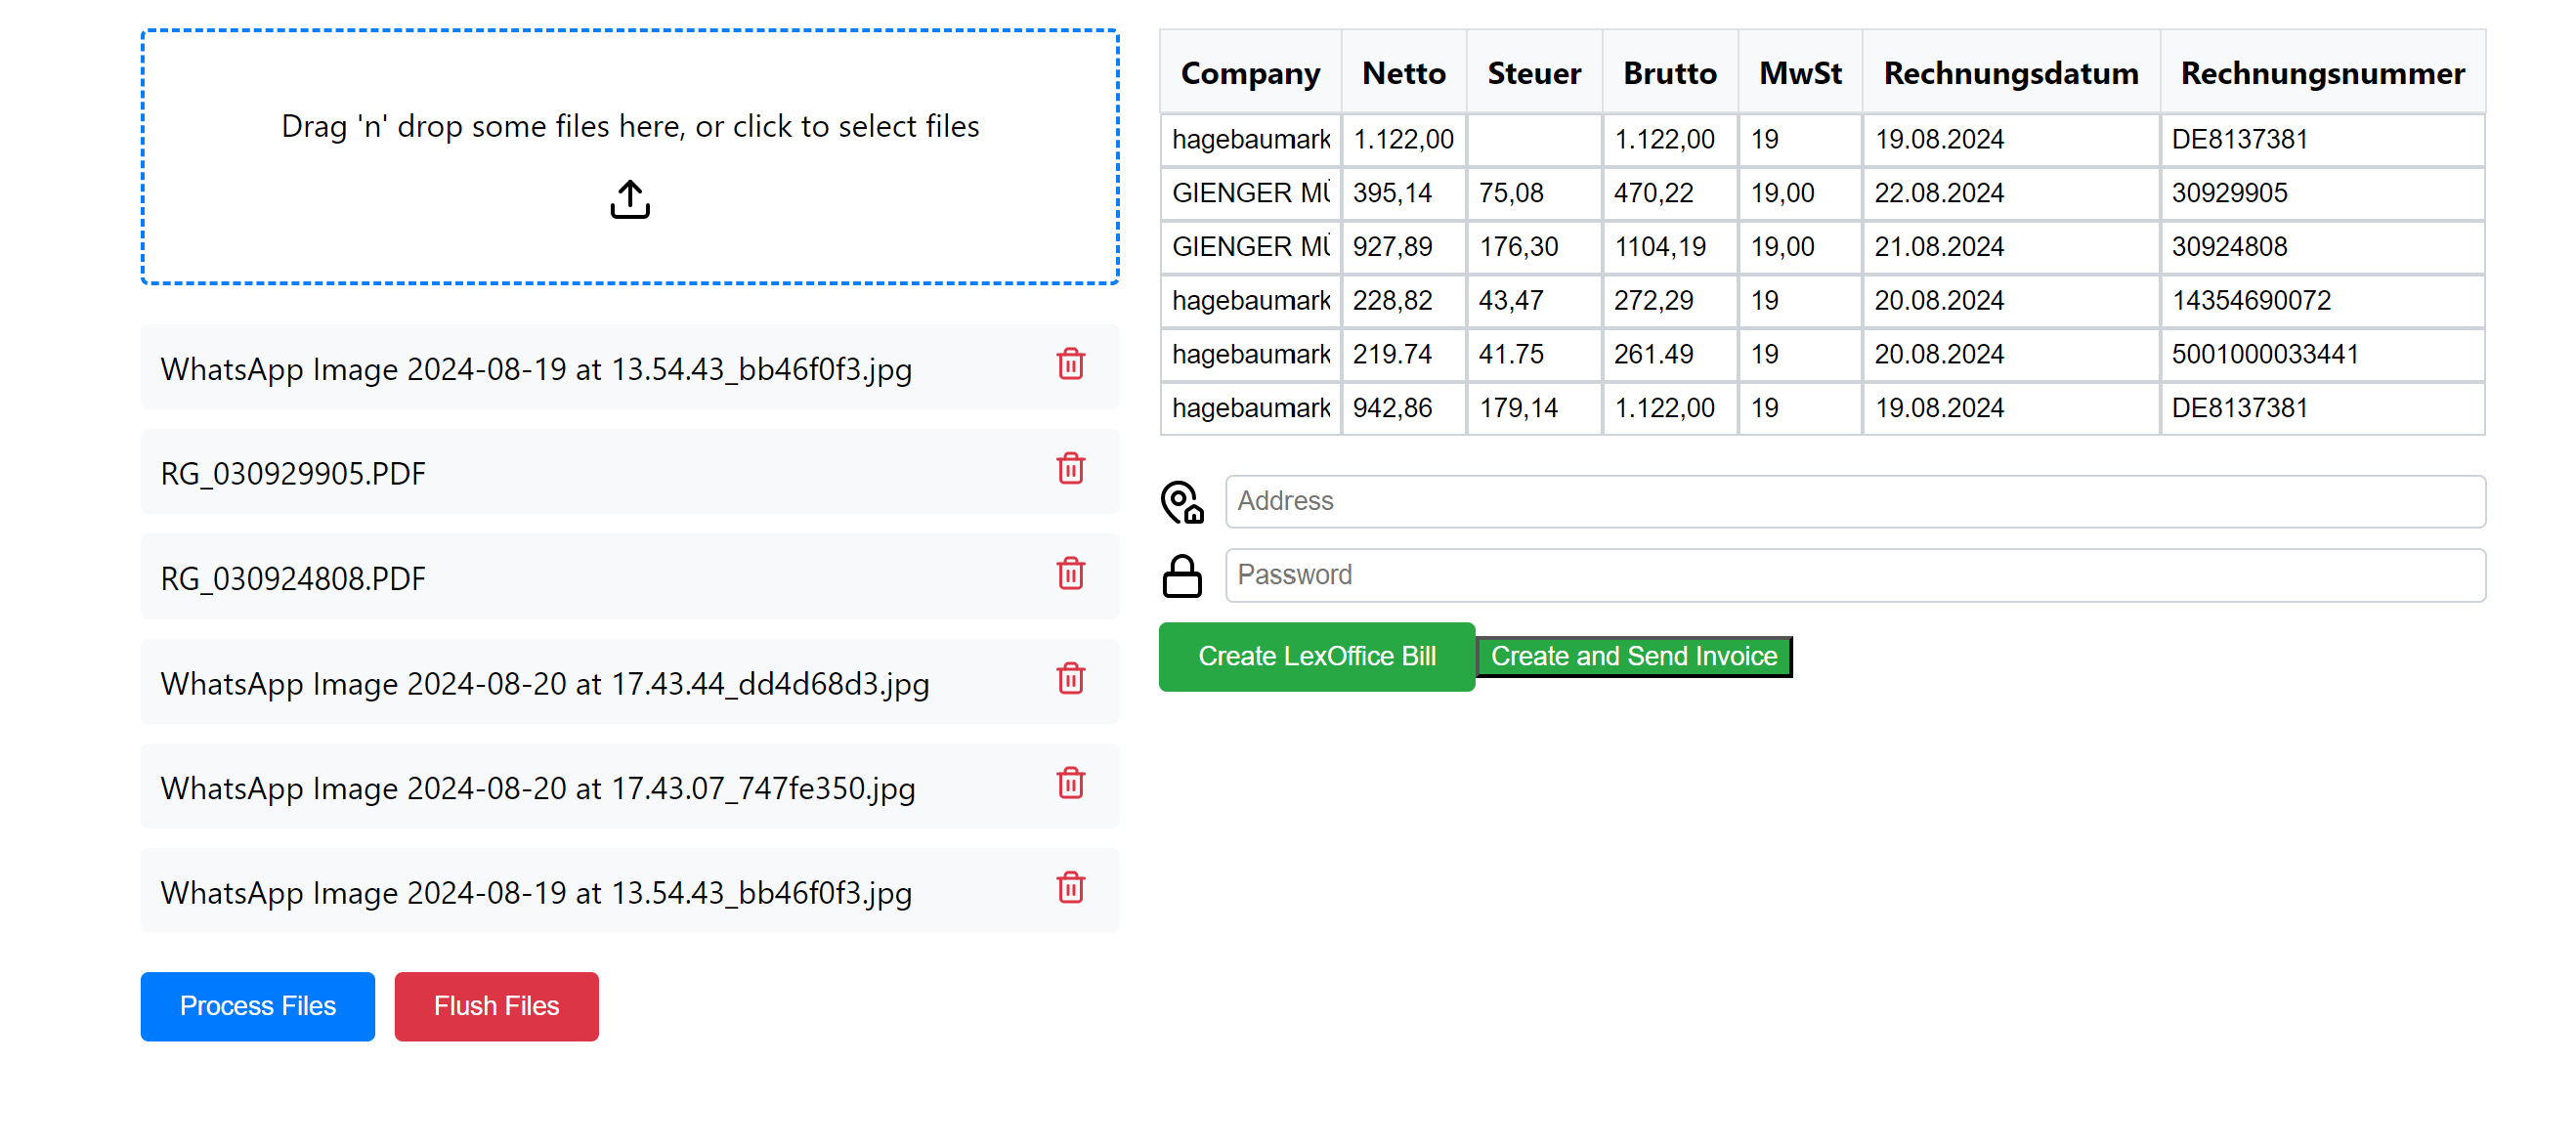 Drag 'n' drop some files here, or click to select files
WhatsApp Image 2024-08-19 at 13.54.43_bb46f0f3.jpg
RG_030929905.PDF
RG_030924808.PDF
WhatsApp Image 2024-08-20 at 17.43.44_dd4d68d3.jpg
WhatsApp Image 2024-08-20 at 17.43.07_747fe350.jpg
WhatsApp Image 2024-08-19 at 13.54.43_bb46f0f3.jpg
Process Files Flush Files
Company Netto Steuer Brutto MwSt Rechnungsdatum Rechnungsnummer
hagebaumark 1.122,00 1.122,00 19 19.08.2024 DE8137381
GIENGER MÜ 395,14 75,08 470,22 19,00 22.08.2024 30929905
GIENGER MÜ 927,89 176,30 1104,19 19,00 21.08.2024 30924808
hagebaumark 228,82 43,47 272,29 19 20.08.2024 14354690072
hagebaumark 219.74 41.75 261.49 19 20.08.2024 5001000033441
hagebaumark 942,86 179,14 1.122,00 19 19.08.2024 DE8137381
Address
Password
Create LexOffice Bill Create and Send Invoice